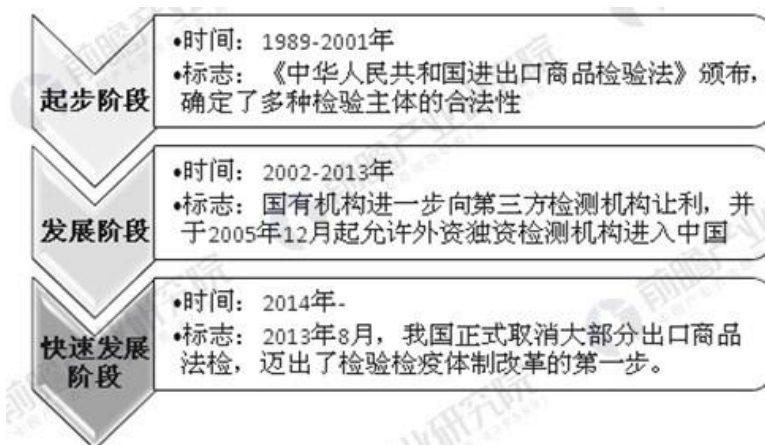 起步阶段
•时间：1989-2001年
•标志：《中华人民共和国进出口商品检验法》颁布，
确定了多种检验主体的合法性
发展阶段
•时间：2002-2013年
•标志：国有机构进一步向第三方检测机构让利，并
于2005年12月起允许外资独资检测机构进入中国
快速发展
阶段
•时间：2014年-
•标志：2013年8月，我国正式取消大部分出口商品
法检，迈出了检验检疫体制改革的第一步。
前瞻产业研究院